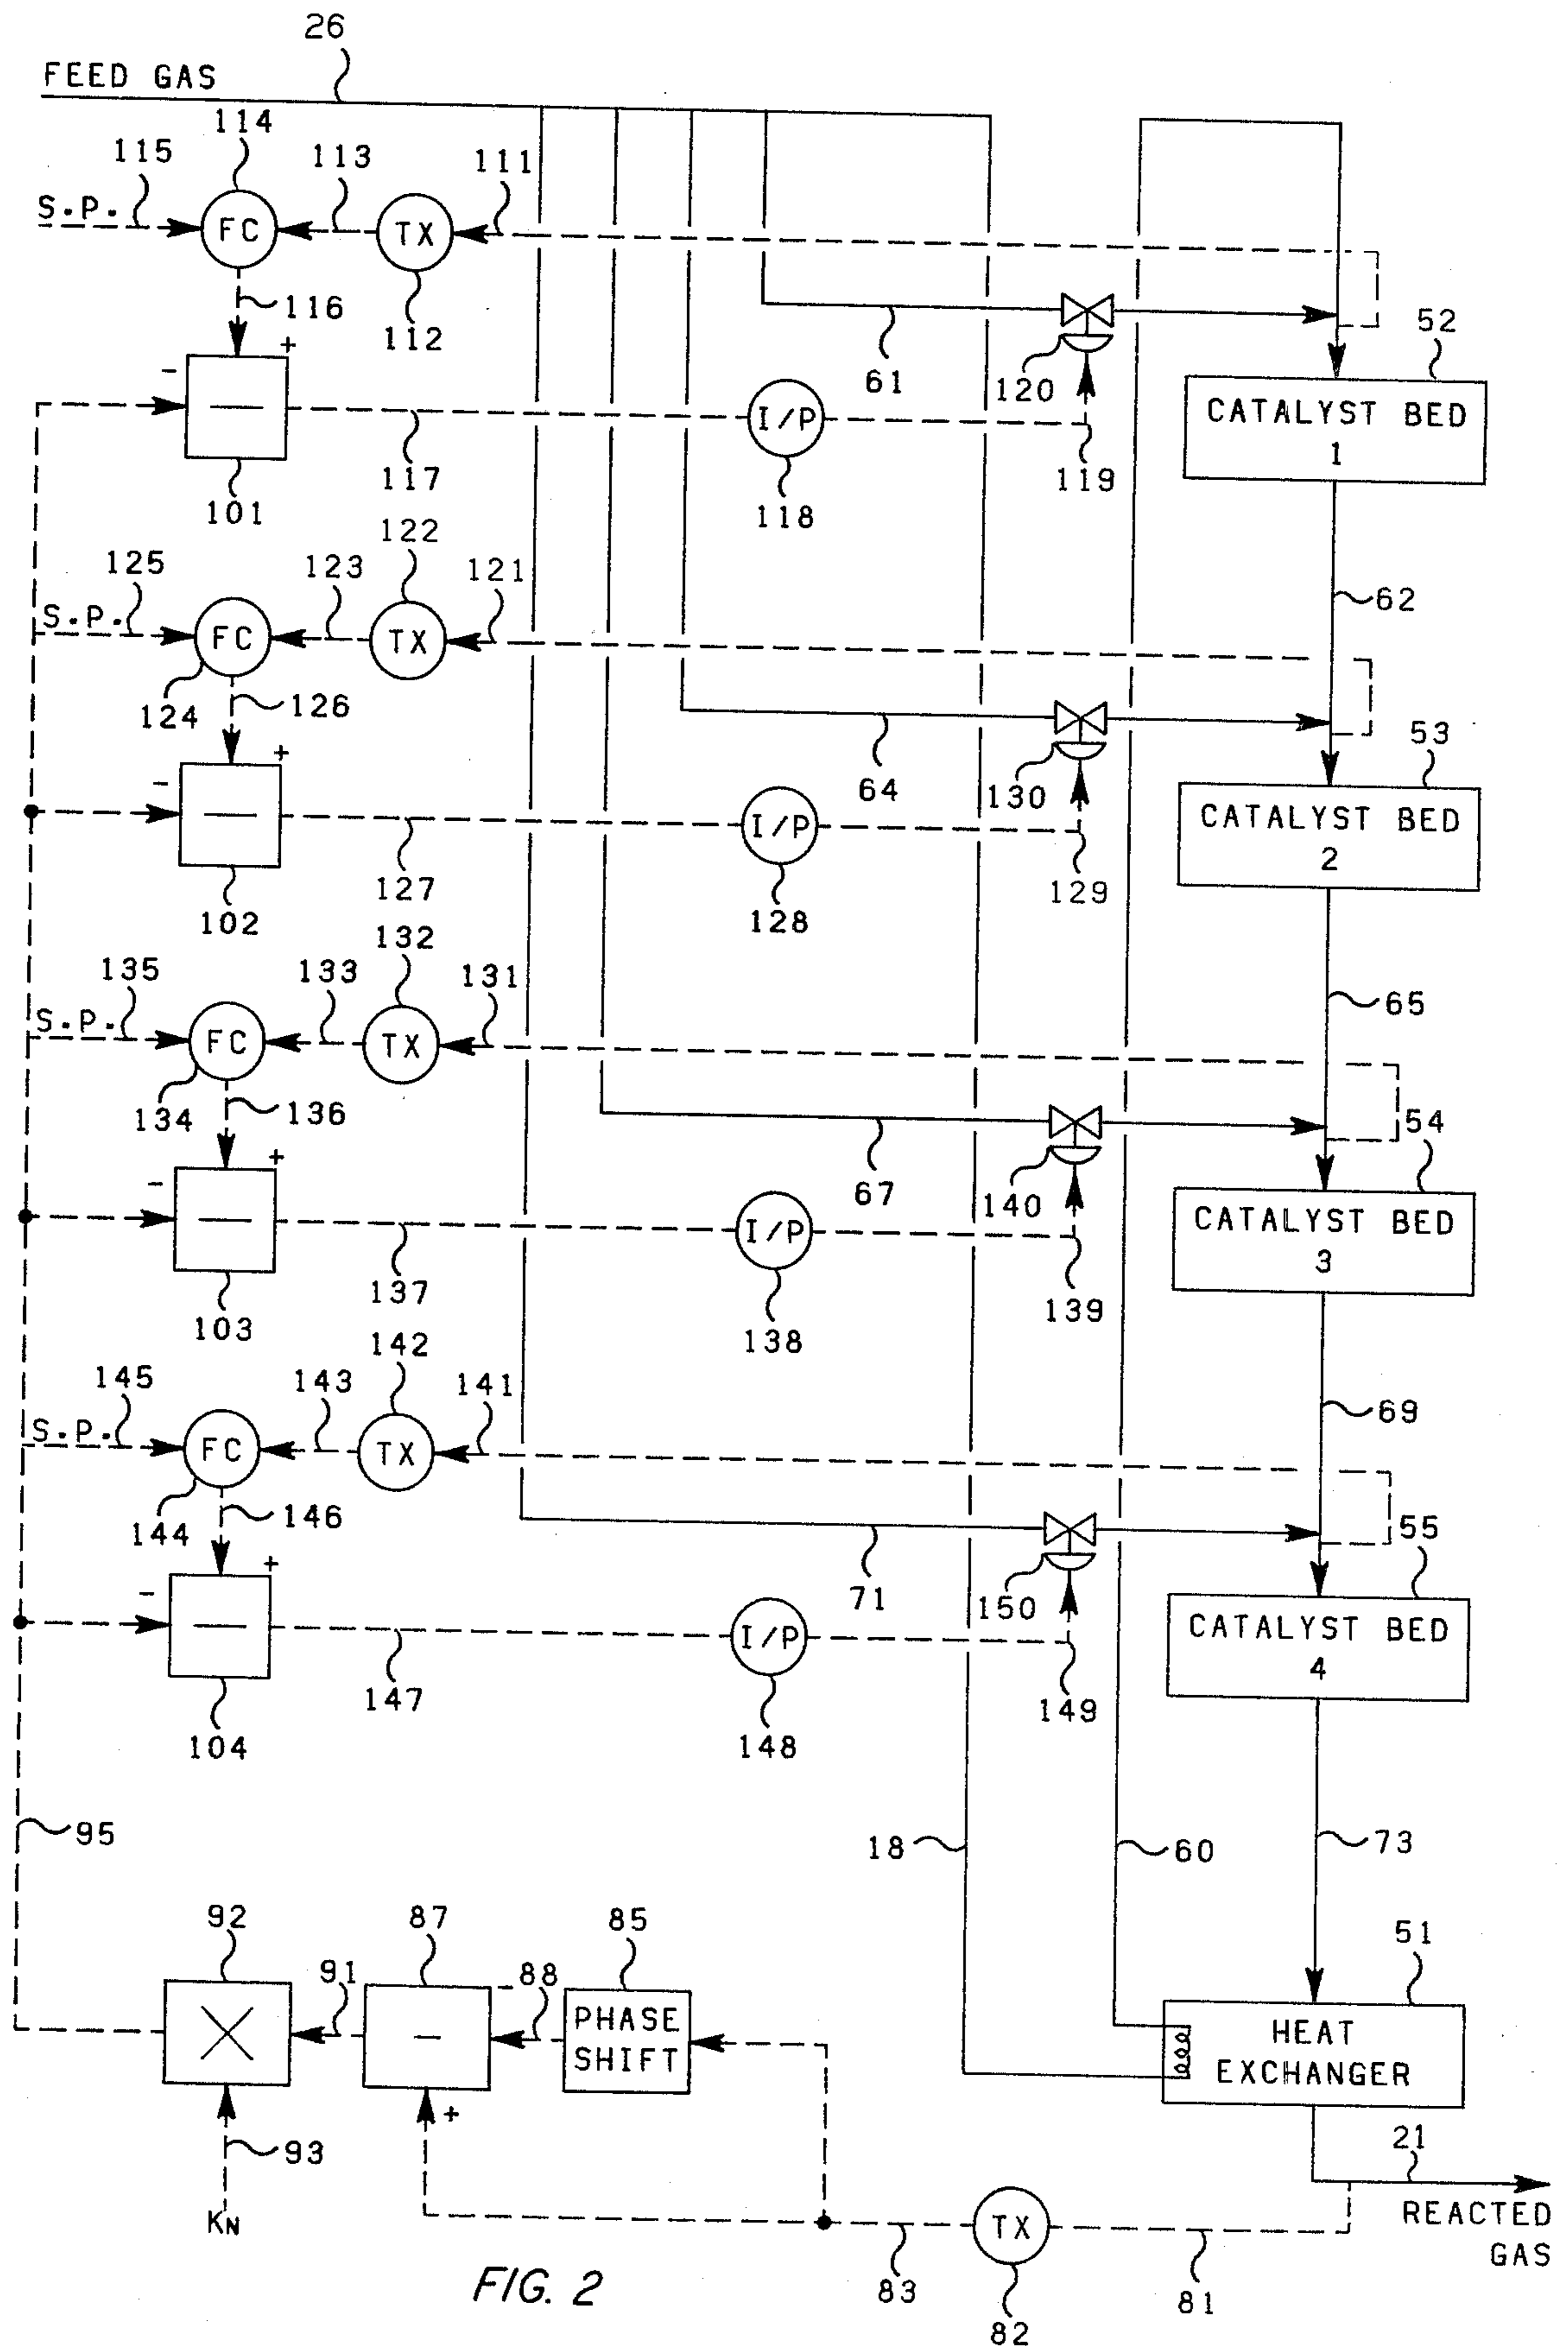 26
FEED GAS
114
115
113
111
S.P.
FC
TX
116
112
+
-
52
61
120
CATALYST BED
1
I/P
117
119
101
118
122
125
123
121
62
S.P.
FC
TX
124
126
+
-
53
64
130
CATALYST BED
2
I/P
127
129
102
128
132
135
133
131
65
S.P.
FC
TX
134
136
+
-
54
67
140
CATALYST BED
3
I/P
137
139
103
138
142
145
143
141
69
S.P.
FC
TX
144
146
+
-
55
71
150
CATALYST BED
4
I/P
147
149
104
148
95
18
60
73
92
87
85
51
91
-
88
PHASE
SHIFT
HEAT
EXCHANGER
+
93
21
KN
TX
REACTED
GAS
83
81
82
FIG. 2